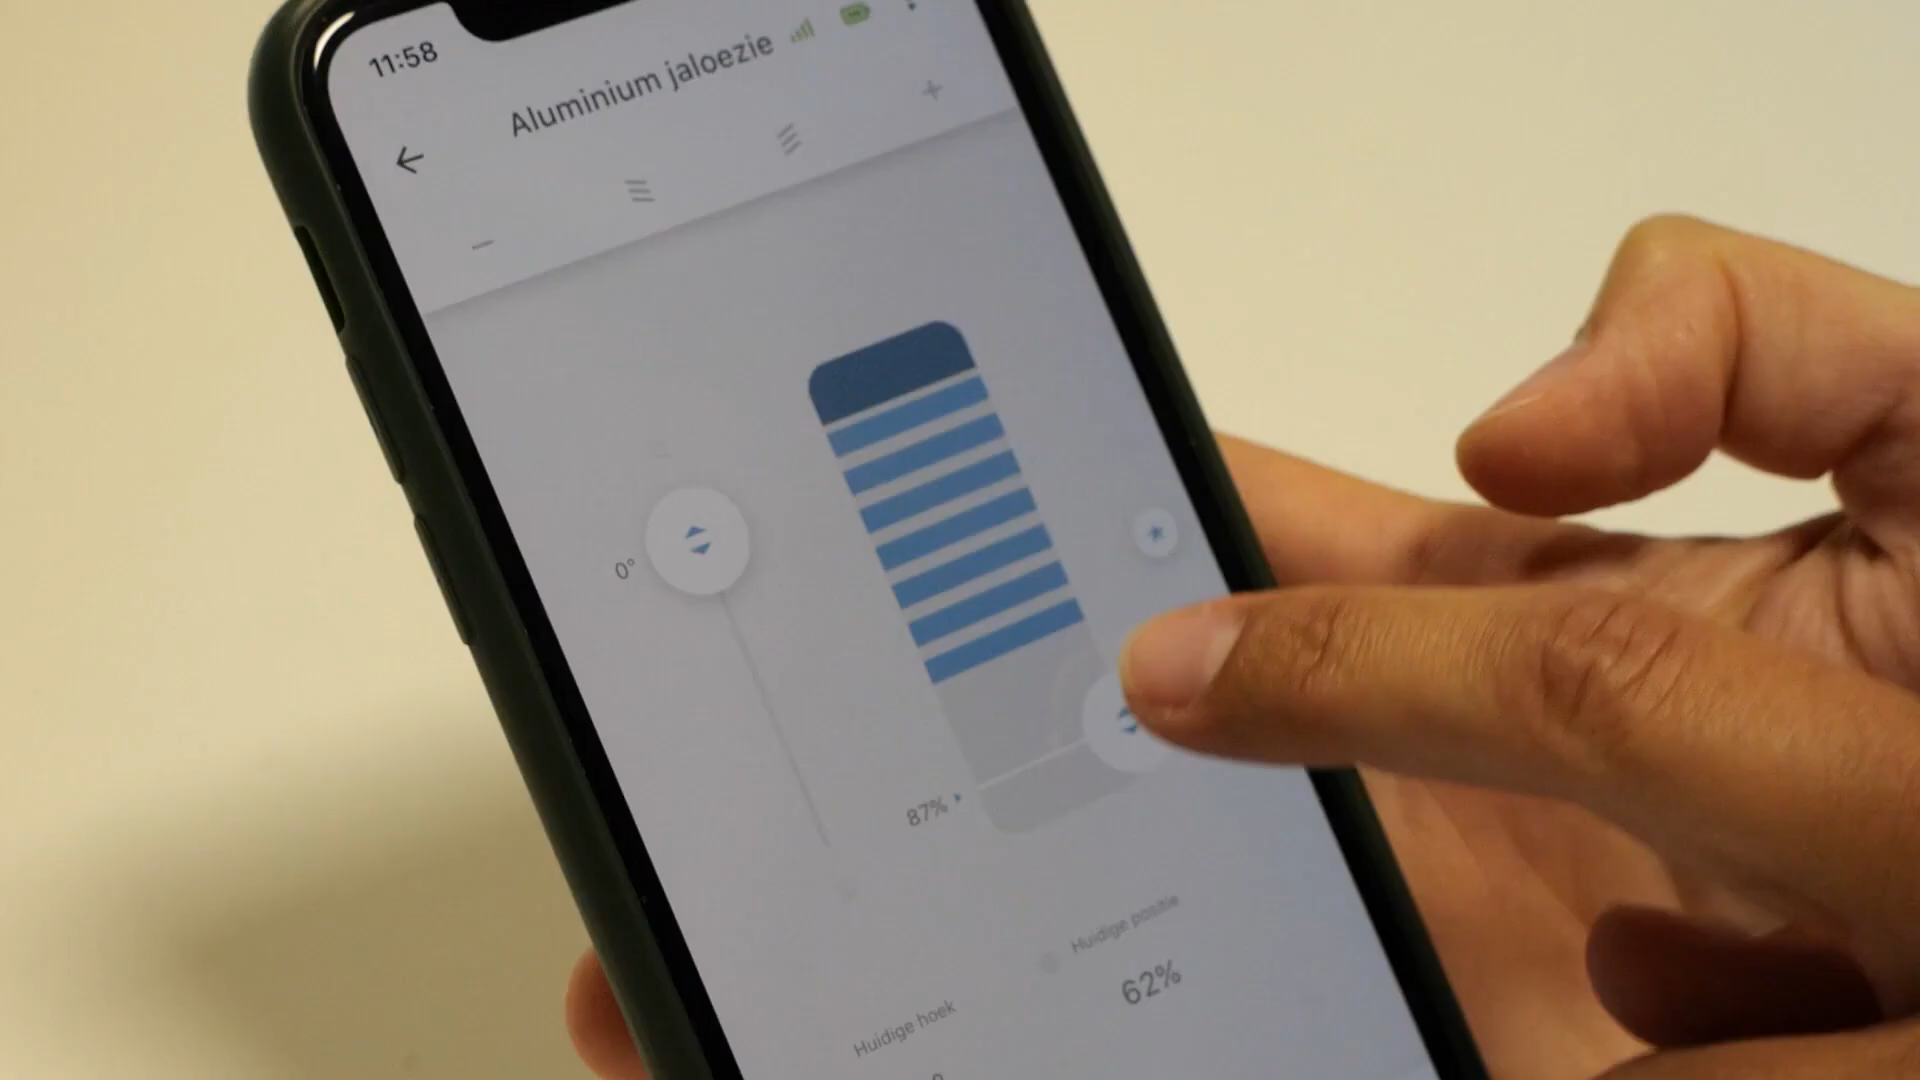 11:58
Aluminium jaloezie
0°
87%
Huidige positie
62%
Huidige hoek